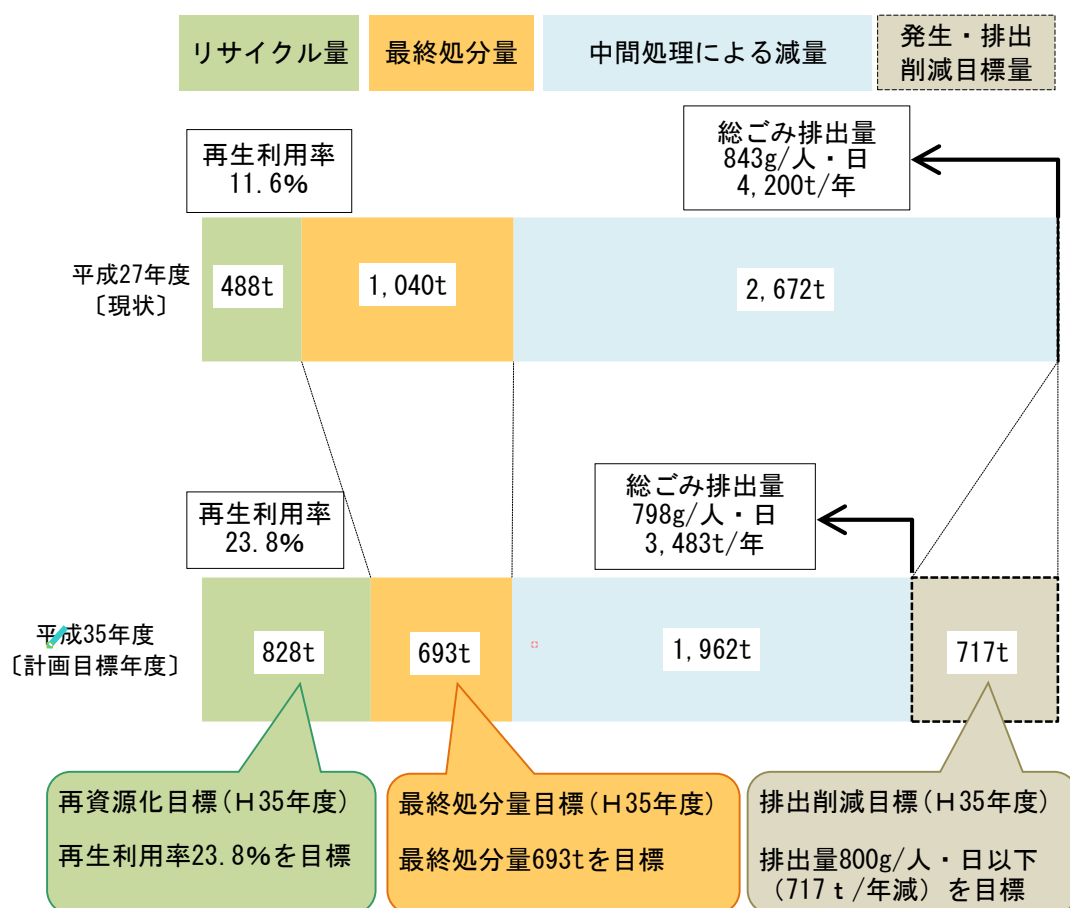 リサイクル量
最終処分量
中間処理による減量
発生・排出
削減目標量
再生利用率
11.6%
総ごみ排出量
843g/人・日
4,200t/年
平成27年度
〔現状〕
488t
1,040t
2,672t
再生利用率
23.8%
総ごみ排出量
798g/人・日
3,483t/年
平成35年度
〔計画目標年度〕
828t
693t
1,962t
717t
再資源化目標(H35年度)
再生利用率23.8%を目標
最終処分量目標(H35年度)
最終処分量693tを目標
排出削減目標(H35年度)
排出量800g/人・日以下
(717t/年減)を目標